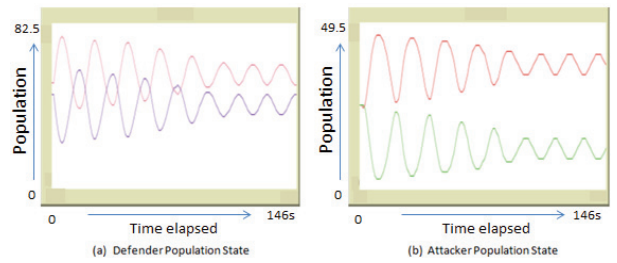 82.5
Population
0
0
146s
Time elapsed
(a) Defender Population State
49.5
Population
0
0
146s
Time elapsed
(b) Attacker Population State